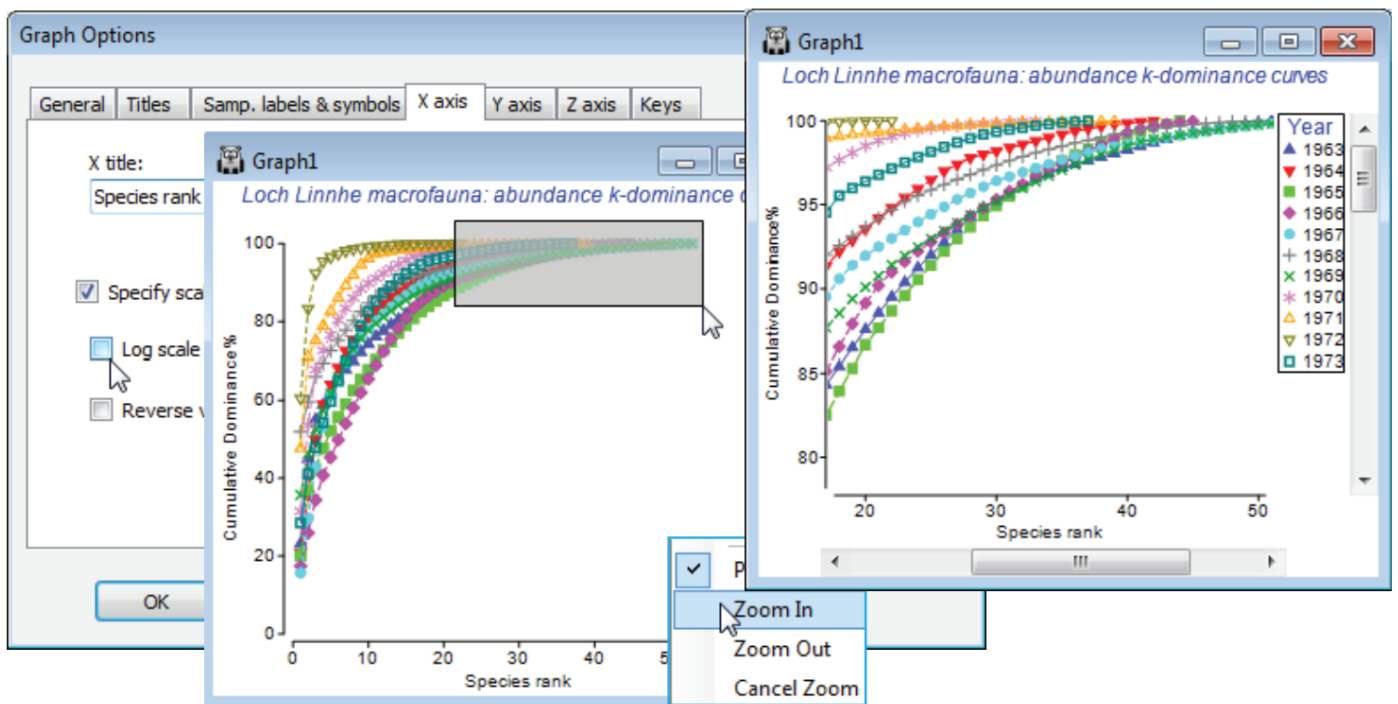 Graph Options
General Titles Samp. labels & symbols X axis Y axis Z axis Keys
X title:
Species rank
Specify sca
Log scale
Reverse v
OK
Graph1
Loch Linnhe macrofauna: abundance k-dominance c
100
80
60
40
20
0
Cumulative Dominance%
0 10 20 30 40 5
Species rank
P
Zoom In
Zoom Out
Cancel Zoom
Graph1
Loch Linnhe macrofauna: abundance k-dominance curves
100
95
90
85
80
Cumulative Dominance%
20 30 40 50
Species rank
Year
1963
1964
1965
1966
1967
1968
1969
1970
1971
1972
1973